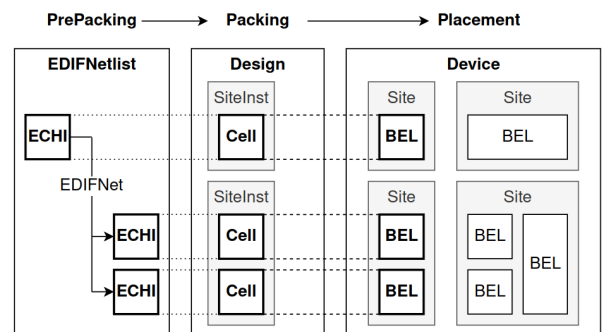 PrePacking Packing Placement
EDIFNetlist Design Device
SiteInst Site Site
ECHI Cell BEL BEL
EDIFNet
SiteInst Site Site
ECHI Cell BEL BEL
BEL
ECHI Cell BEL BEL